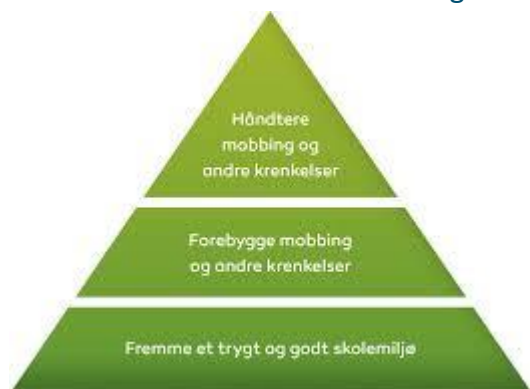 Håndtere
mobbing og
andre krenkelser
Forebygge mobbing
og andre krenkelser
Fremme et trygt og godt skolemiljø